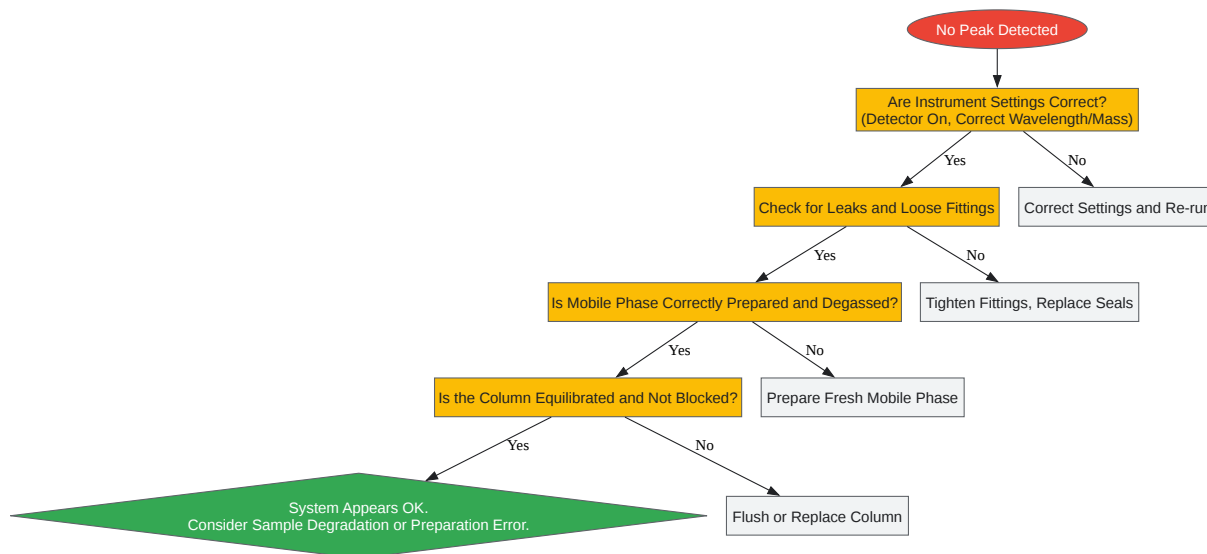 No Peak Detected
Are Instrument Settings Correct?
(Detector On, Correct Wavelength/Mass)
Yes
No
Check for Leaks and Loose Fittings
Correct Settings and Re-run
Yes
No
Is Mobile Phase Correctly Prepared and Degassed?
Tighten Fittings, Replace Seals
Yes
No
Is the Column Equilibrated and Not Blocked?
Prepare Fresh Mobile Phase
Yes
No
System Appears OK.
Consider Sample Degradation or Preparation Error.
Flush or Replace Column